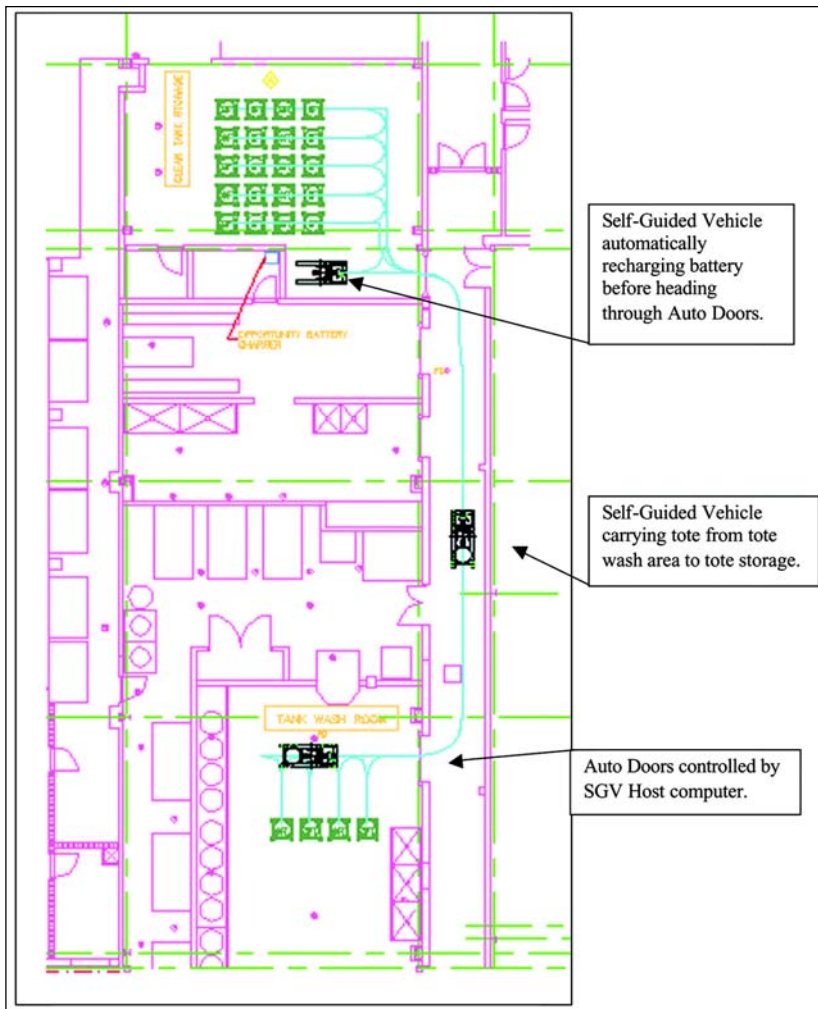 CLEAN TANK STORAGE
OPPORTUNITY BATTERY
CHARGER
TANK WASH ROOM
Self-Guided Vehicle
automatically
recharging battery
before heading
through Auto Doors.
Self-Guided Vehicle
carrying tote from tote
wash area to tote storage.
Auto Doors controlled by
SGV Host computer.